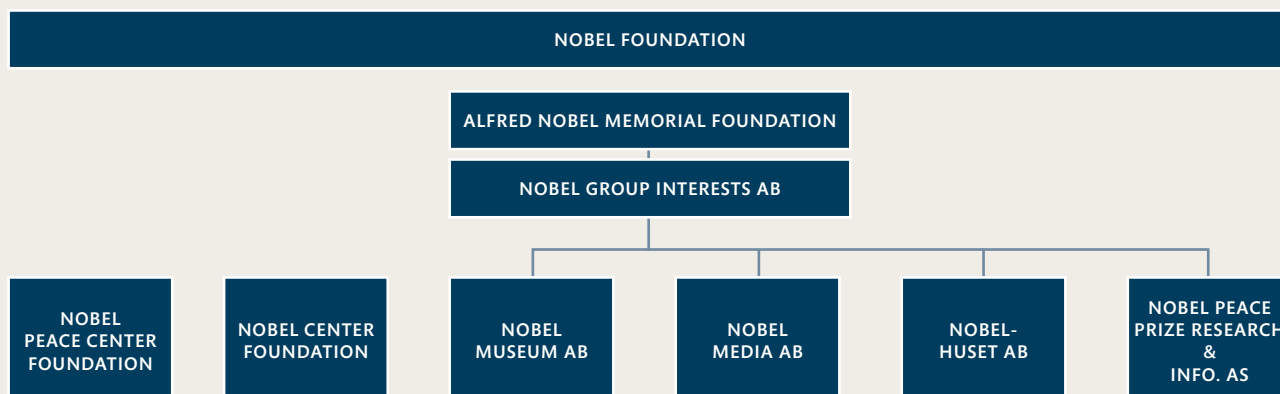 NOBEL FOUNDATION
ALFRED NOBEL MEMORIAL FOUNDATION
NOBEL GROUP INTERESTS AB
NOBEL
PEACE CENTER
FOUNDATION
NOBEL CENTER
FOUNDATION
NOBEL
MUSEUM AB
NOBEL
MEDIA AB
NOBEL-
HUSET AB
NOBEL PEACE
PRIZE RESEARCH
&
INFO. AS